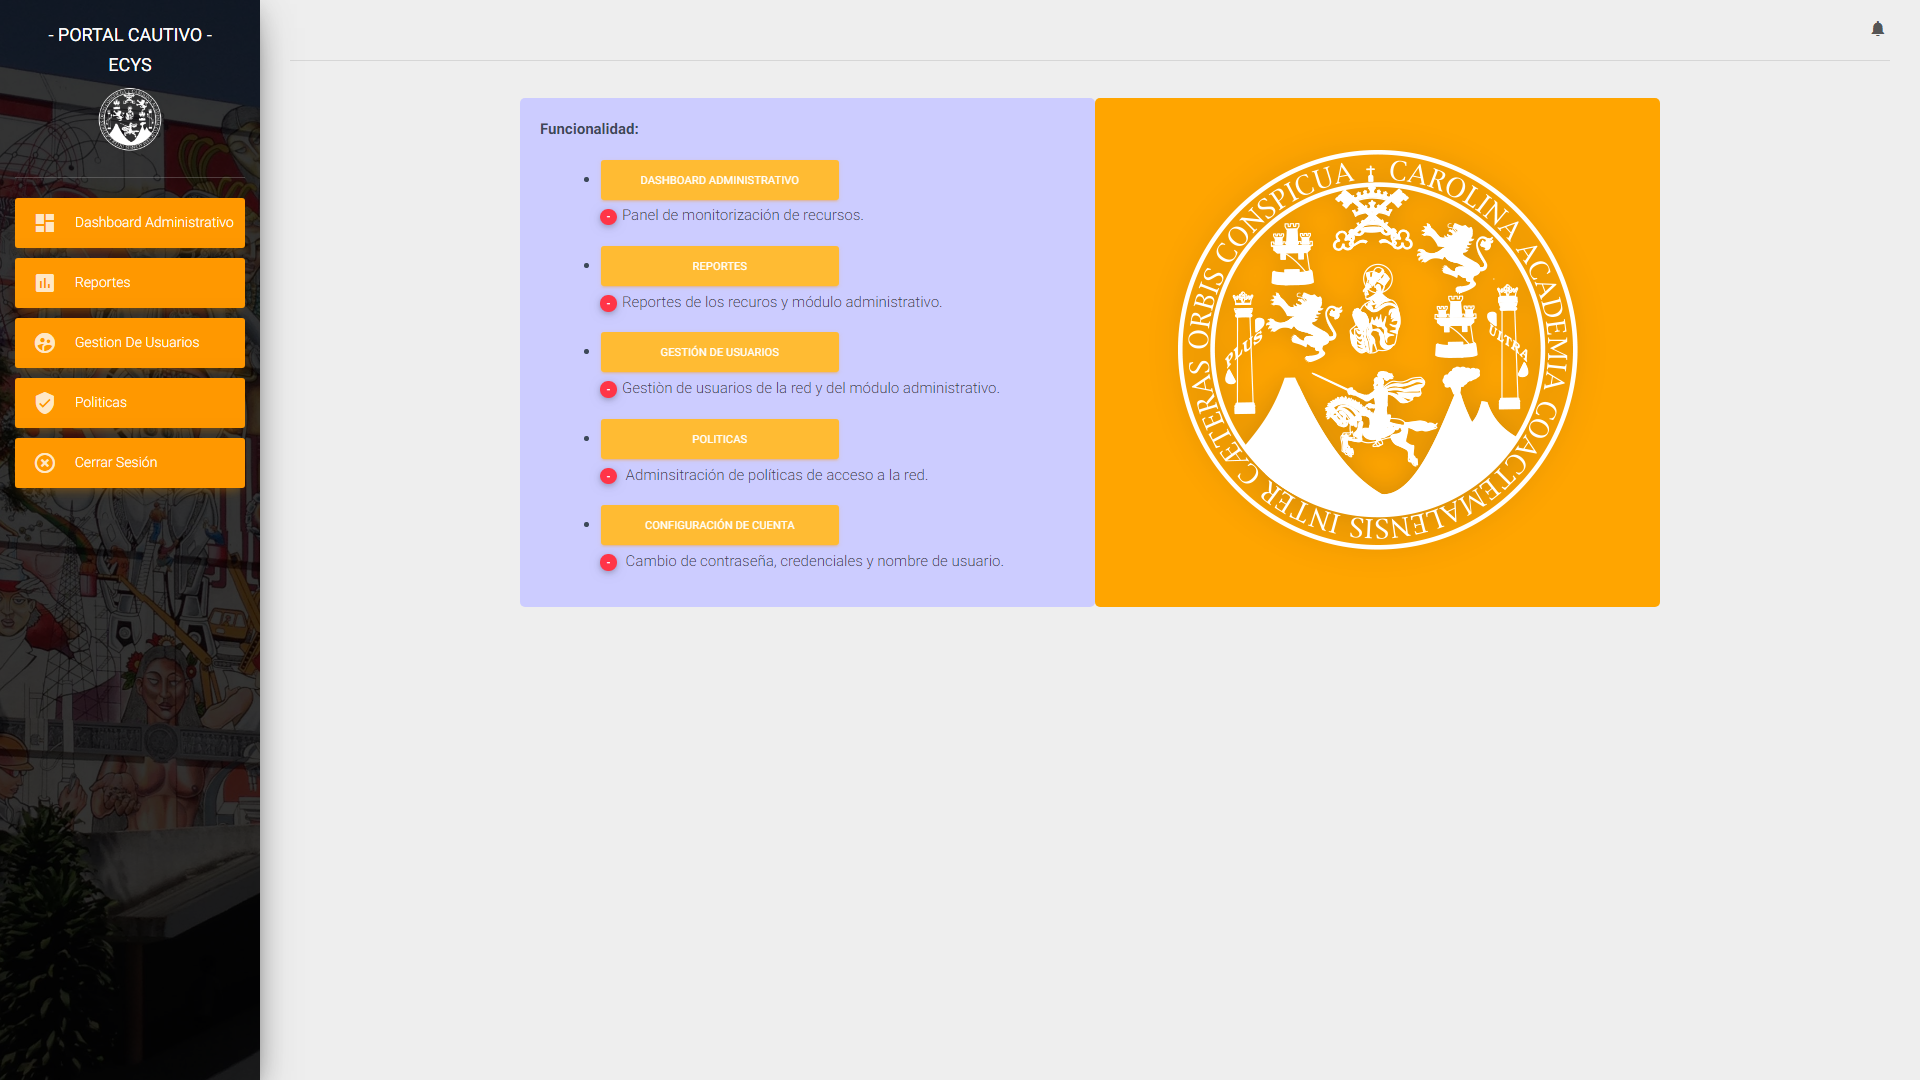 - PORTAL CAUTIVO -
ECYS
Dashboard Administrativo
Reportes
Gestion De Usuarios
Politicas
Cerrar Sesión
Funcionalidad:
DASHBOARD ADMINISTRATIVO
- Panel de monitorización de recursos.
REPORTES
- Reportes de los recuros y módulo administrativo.
GESTIÓN DE USUARIOS
- Gestiòn de usuarios de la red y del módulo administrativo.
POLITICAS
- Adminsitración de políticas de acceso a la red.
CONFIGURACIÓN DE CUENTA
- Cambio de contraseña, credenciales y nombre de usuario.
CAROLINA ACADEMIA COACTEMALENSIS INTER CÆTERAS ORBIS CONSPICUA
PLUS
ULTRA